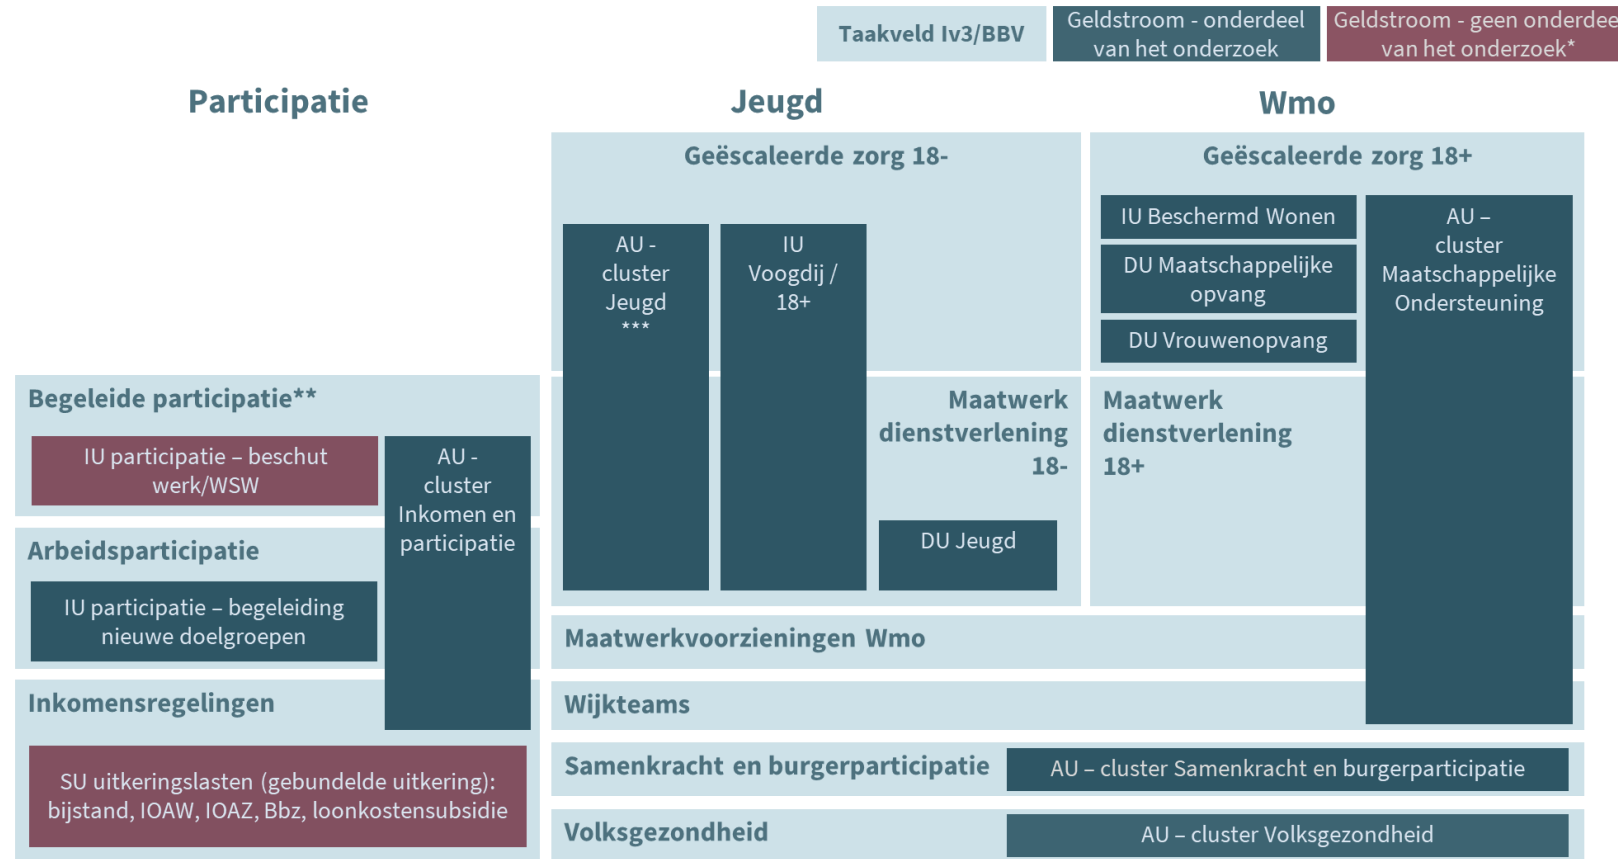 Taakveld Iv3/BBV
Geldstroom - onderdeel
van het onderzoek
Geldstroom - geen onderdee
van het onderzoek*
Participatie
Jeugd
Wmo
Geëscaleerde zorg 18-
AU -
cluster
Jeugd
***
IU
Voogdij /
18+
Geëscaleerde zorg 18+
IU Beschermd Wonen
DU Maatschappelijke
opvang
DU Vrouwenopvang
AU –
cluster
Maatschappelijke
Ondersteuning
Begeleide participatie**
IU participatie – beschut
werk/WSW
AU -
cluster
Inkomen en
participatie
Maatwerk
dienstverlening
18-
DU Jeugd
Maatwerk
dienstverlening
18+
Arbeidsparticipatie
IU participatie – begeleiding
nieuwe doelgroepen
Maatwerkvoorzieningen Wmo
Inkomensregelingen
SU uitkeringslasten (gebundelde uitkering):
bijstand, IOAW, IOAZ, Bbz, loonkostensubsidie
Wijkteams
Samenkracht en burgerparticipatie
AU – cluster Samenkracht en burgerparticipatie
Volksgezondheid
AU – cluster Volksgezondheid